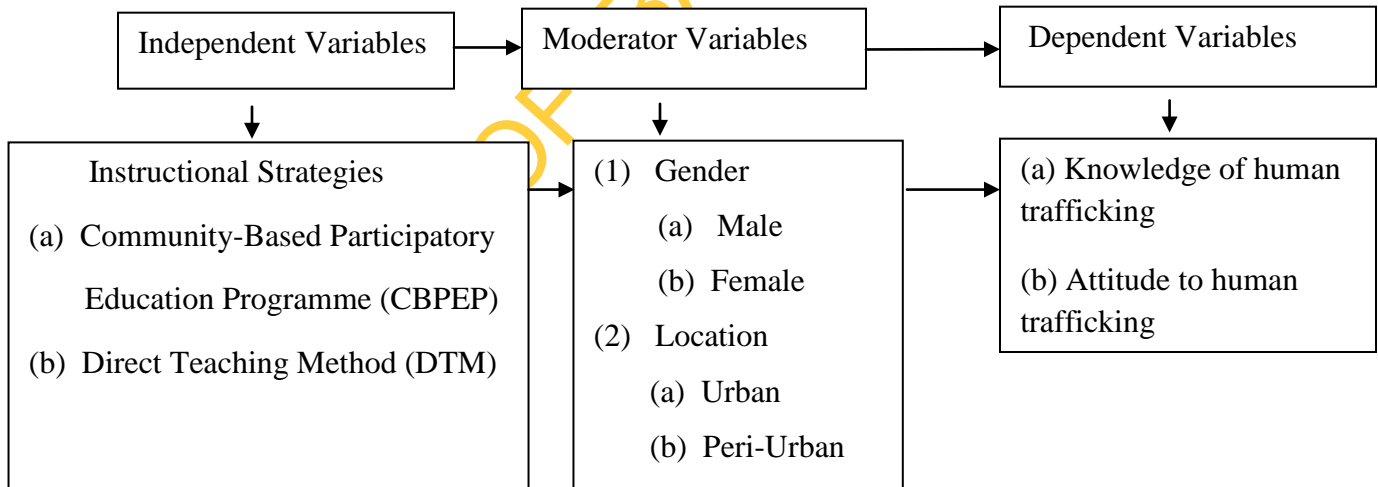 Independent Variables
Moderator Variables
Dependent Variables
Instructional Strategies
(a) Community-Based Participatory
Education Programme (CBPEP)
(b) Direct Teaching Method (DTM)
(1) Gender
(a) Male
(b) Female
(2) Location
(a) Urban
(b) Peri-Urban
(a) Knowledge of human
trafficking
(b) Attitude to human
trafficking